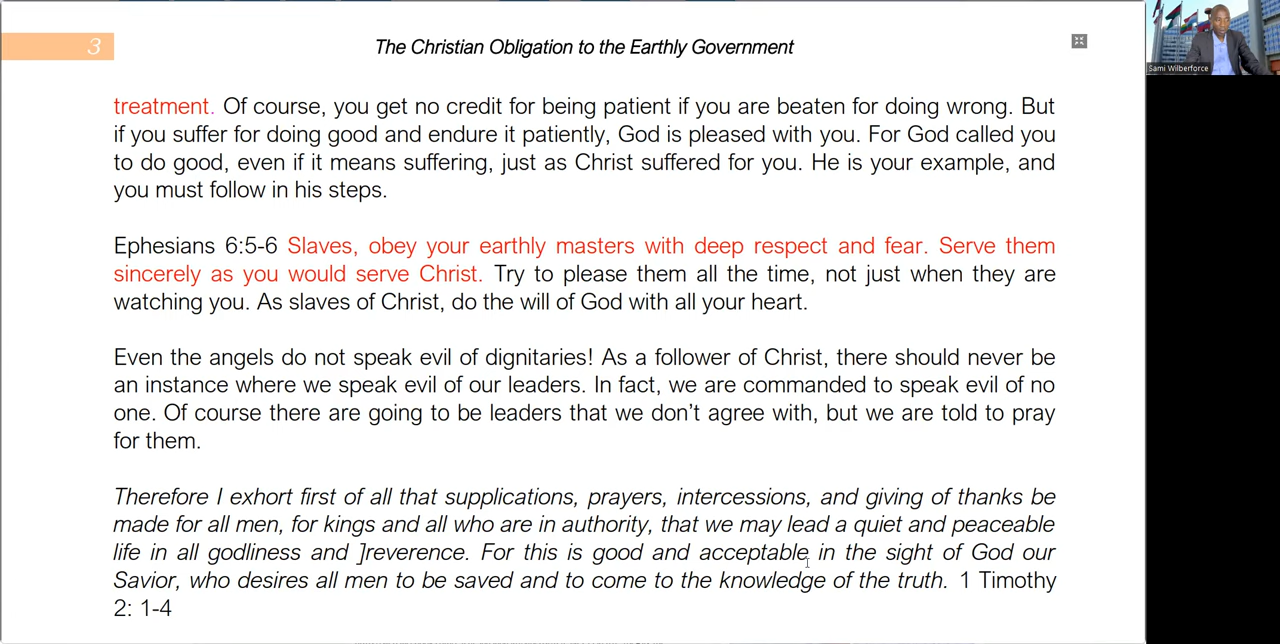 3
The Christian Obligation to the Earthly Government
Sami Wilberforce
treatment. Of course, you get no credit for being patient if you are beaten for doing wrong. But
if you suffer for doing good and endure it patiently, God is pleased with you. For God called you
to do good, even if it means suffering, just as Christ suffered for you. He is your example, and
you must follow in his steps.
Ephesians 6:5-6 Slaves, obey your earthly masters with deep respect and fear. Serve them
sincerely as you would serve Christ. Try to please them all the time, not just when they are
watching you. As slaves of Christ, do the will of God with all your heart.
Even the angels do not speak evil of dignitaries! As a follower of Christ, there should never be
an instance where we speak evil of our leaders. In fact, we are commanded to speak evil of no
one. Of course there are going to be leaders that we don't agree with, but we are told to pray
for them.
Therefore I exhort first of all that supplications, prayers, intercessions, and giving of thanks be
made for all men, for kings and all who are in authority, that we may lead a quiet and peaceable
life in all godliness and ]reverence. For this is good and acceptable in the sight of God our
Savior, who desires all men to be saved and to come to the knowledge of the truth. 1 Timothy
2: 1-4